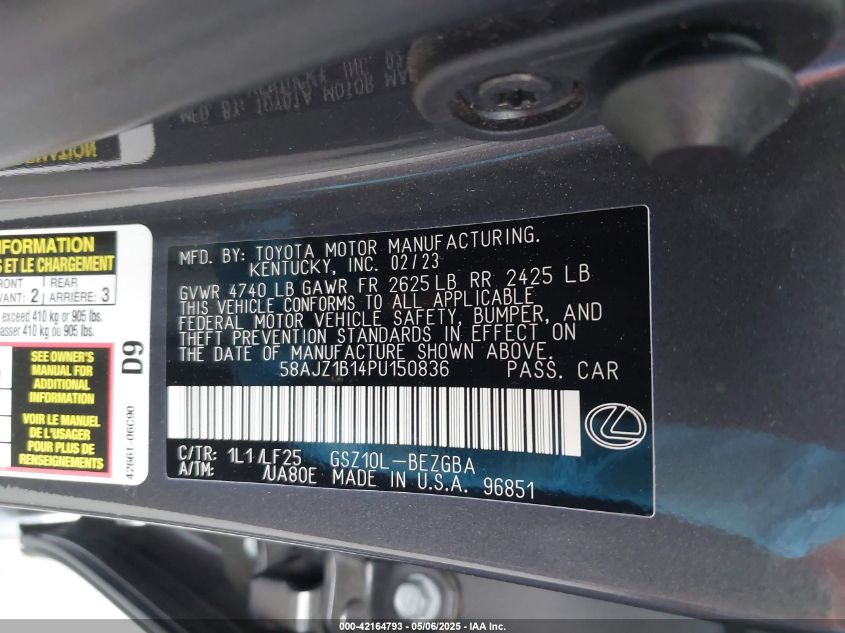 MFD. BY: TOYOTA MOTOR MANUFACTURING.
KENTUCKY, INC. 02/23
GVWR 4740 LB GAWR FR 2625 LB RR 2425 LB
THIS VEHICLE CONFORMS TO ALL APPLICABLE
FEDERAL MOTOR VEHICLE SAFETY, BUMPER, AND
THEFT PREVENTION STANDARDS IN EFFECT ON
THE DATE OF MANUFACTURE SHOWN ABOVE.
58AJZ1B14PU150836 PASS. CAR
C/TR: 1L1/LF25 GSZ10L-BEZGBA
A/TM: /UA80E MADE IN U.S.A. 96851
INFORMATION
ET LE CHARGEMENT
2 REAR
ARRIÈRE: 3
exceed 410 kg or 905 lbs.
410 kg ou 905 lbs.
SEE OWNER'S
MANUAL FOR
ADDITIONAL
INFORMATION
VOIR LE MANUEL
DE L'USAGER
POUR PLUS DE
RENSEIGNEMENTS
D9
42661-06C90
000-42164793 - 05/06/2025 - IAA Inc.